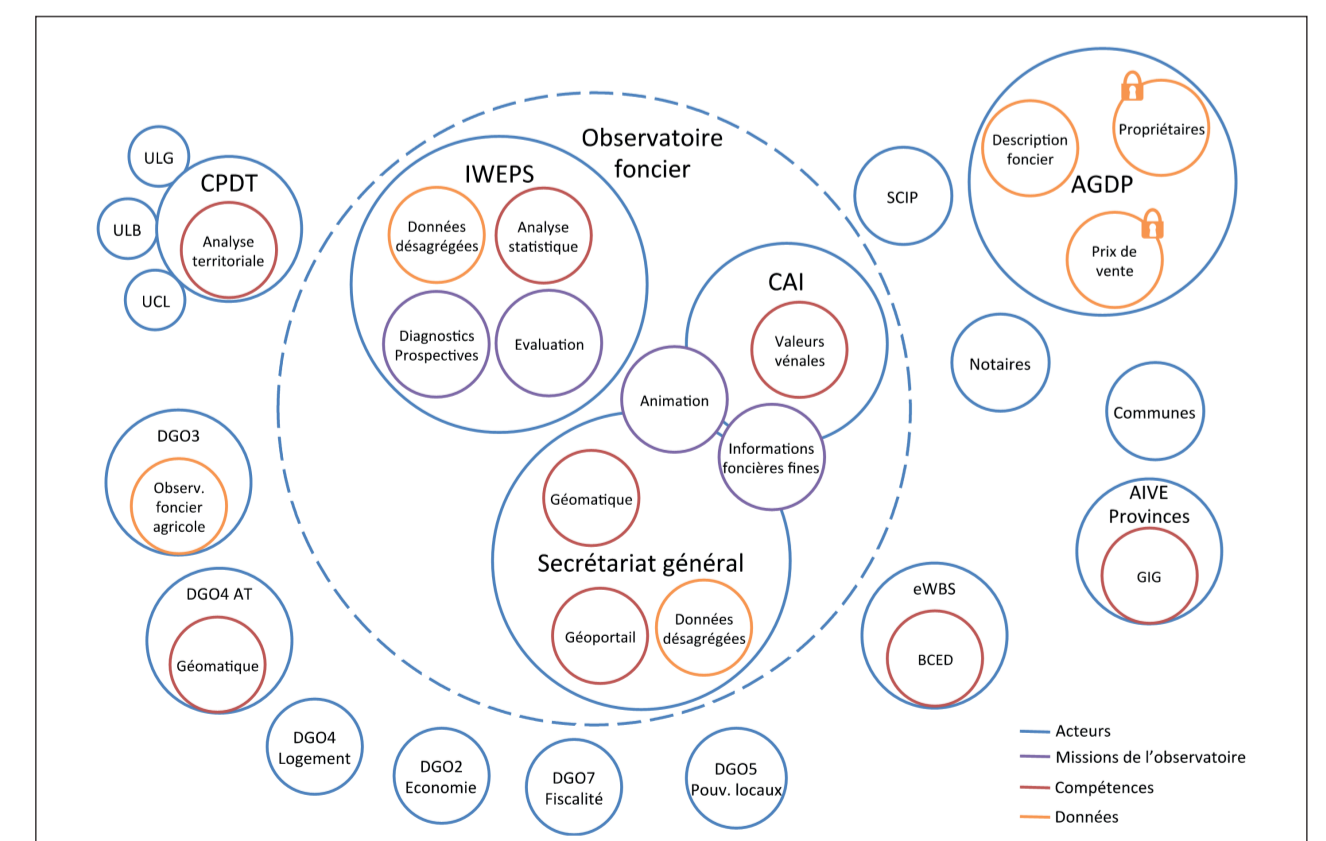 Observatoire
foncier
IWEPS
Données
désagrégées
Analyse
statistique
Diagnostics
Prospectives
Evaluation
CAI
Valeurs
vénales
Animation
Informations
foncières fines
Géomatique
Secrétariat général
Géoportail
Données
désagrégées
ULG
CPDT
ULB
Analyse
territoriale
UCL
DGO3
Observ.
foncier
agricole
DGO4 AT
Géomatique
DGO4
Logement
DGO2
Economie
DGO7
Fiscalité
DGO5
Pouv. locaux
SCIP
Description
foncier
Propriétaires
AGDP
Prix de
vente
Notaires
Communes
AIVE
Provinces
GIG
eWBS
BCED
Acteurs
Missions de l’observatoire
Compétences
Données